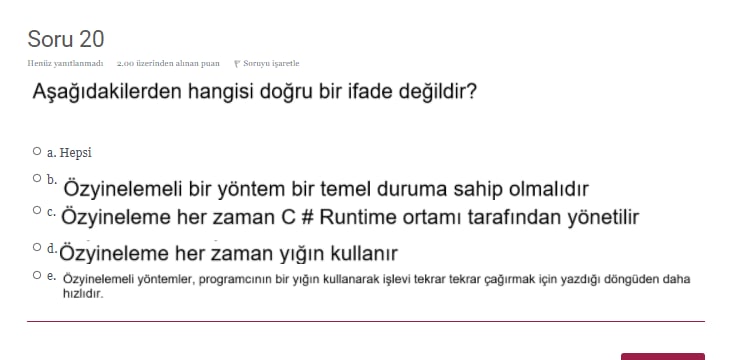 Soru 20
Henüz yanıtlanmadı 2.00 üzerinden alınan puan Soruyu işaretle
Aşağıdakilerden hangisi doğru bir ifade değildir?
a. Hepsi
b. Özyinelemeli bir yöntem bir temel duruma sahip olmalıdır
c. Özyineleme her zaman C # Runtime ortamı tarafından yönetilir
d. Özyineleme her zaman yığın kullanır
e. Özyinelemeli yöntemler, programcının bir yığın kullanarak işlevi tekrar tekrar çağırmak için yazdığı döngüden daha
hızlıdır.